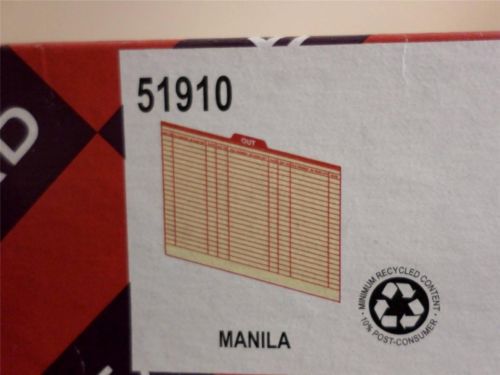 51910
OUT
MANILA
MINIMUM RECYCLED CONTENT
10% POST-CONSUMER